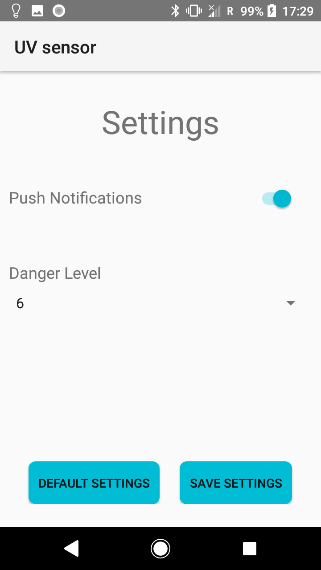 R 99% 17:29
UV sensor
Settings
Push Notifications
Danger Level
6
DEFAULT SETTINGS SAVE SETTINGS